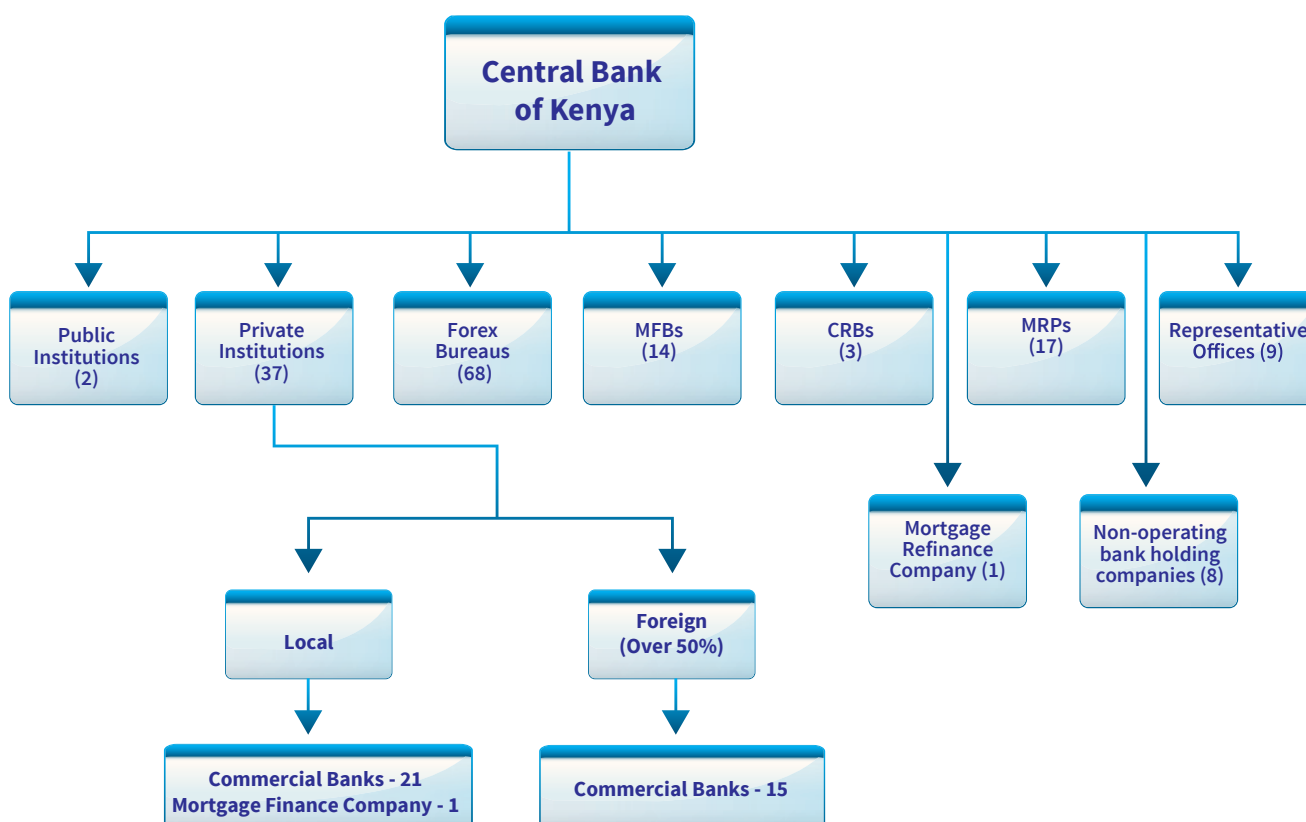 Central Bank
of Kenya
Public
Institutions
(2)
Private
Institutions
(37)
Forex
Bureaus
(68)
MFBs
(14)
CRBs
(3)
MRPs
(17)
Representative
Offices (9)
Mortgage
Refinance
Company (1)
Non-operating
bank holding
companies (8)
Local
Foreign
(Over 50%)
Commercial Banks - 21
Mortgage Finance Company - 1
Commercial Banks - 15